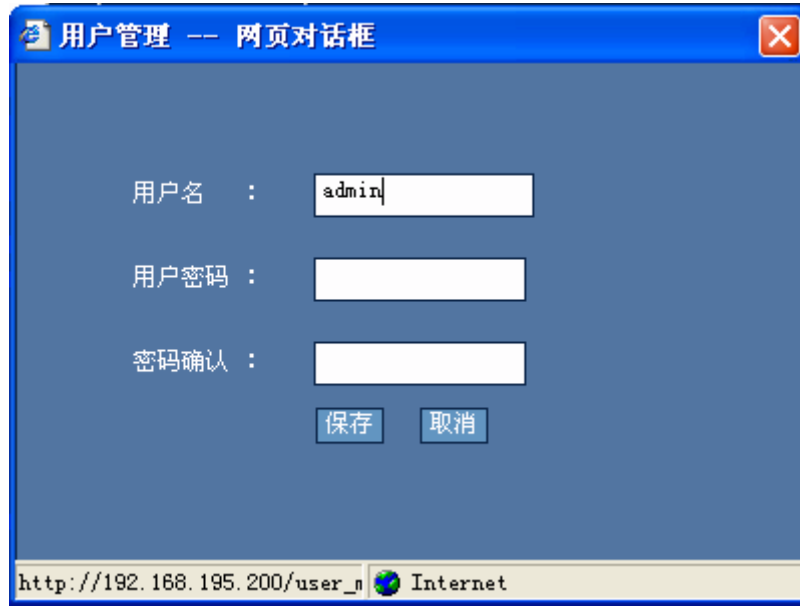 用户管理 -- 网页对话框
用户名 : admin
用户密码 :
密码确认 :
保存 取消
http://192.168.195.200/user_ Internet